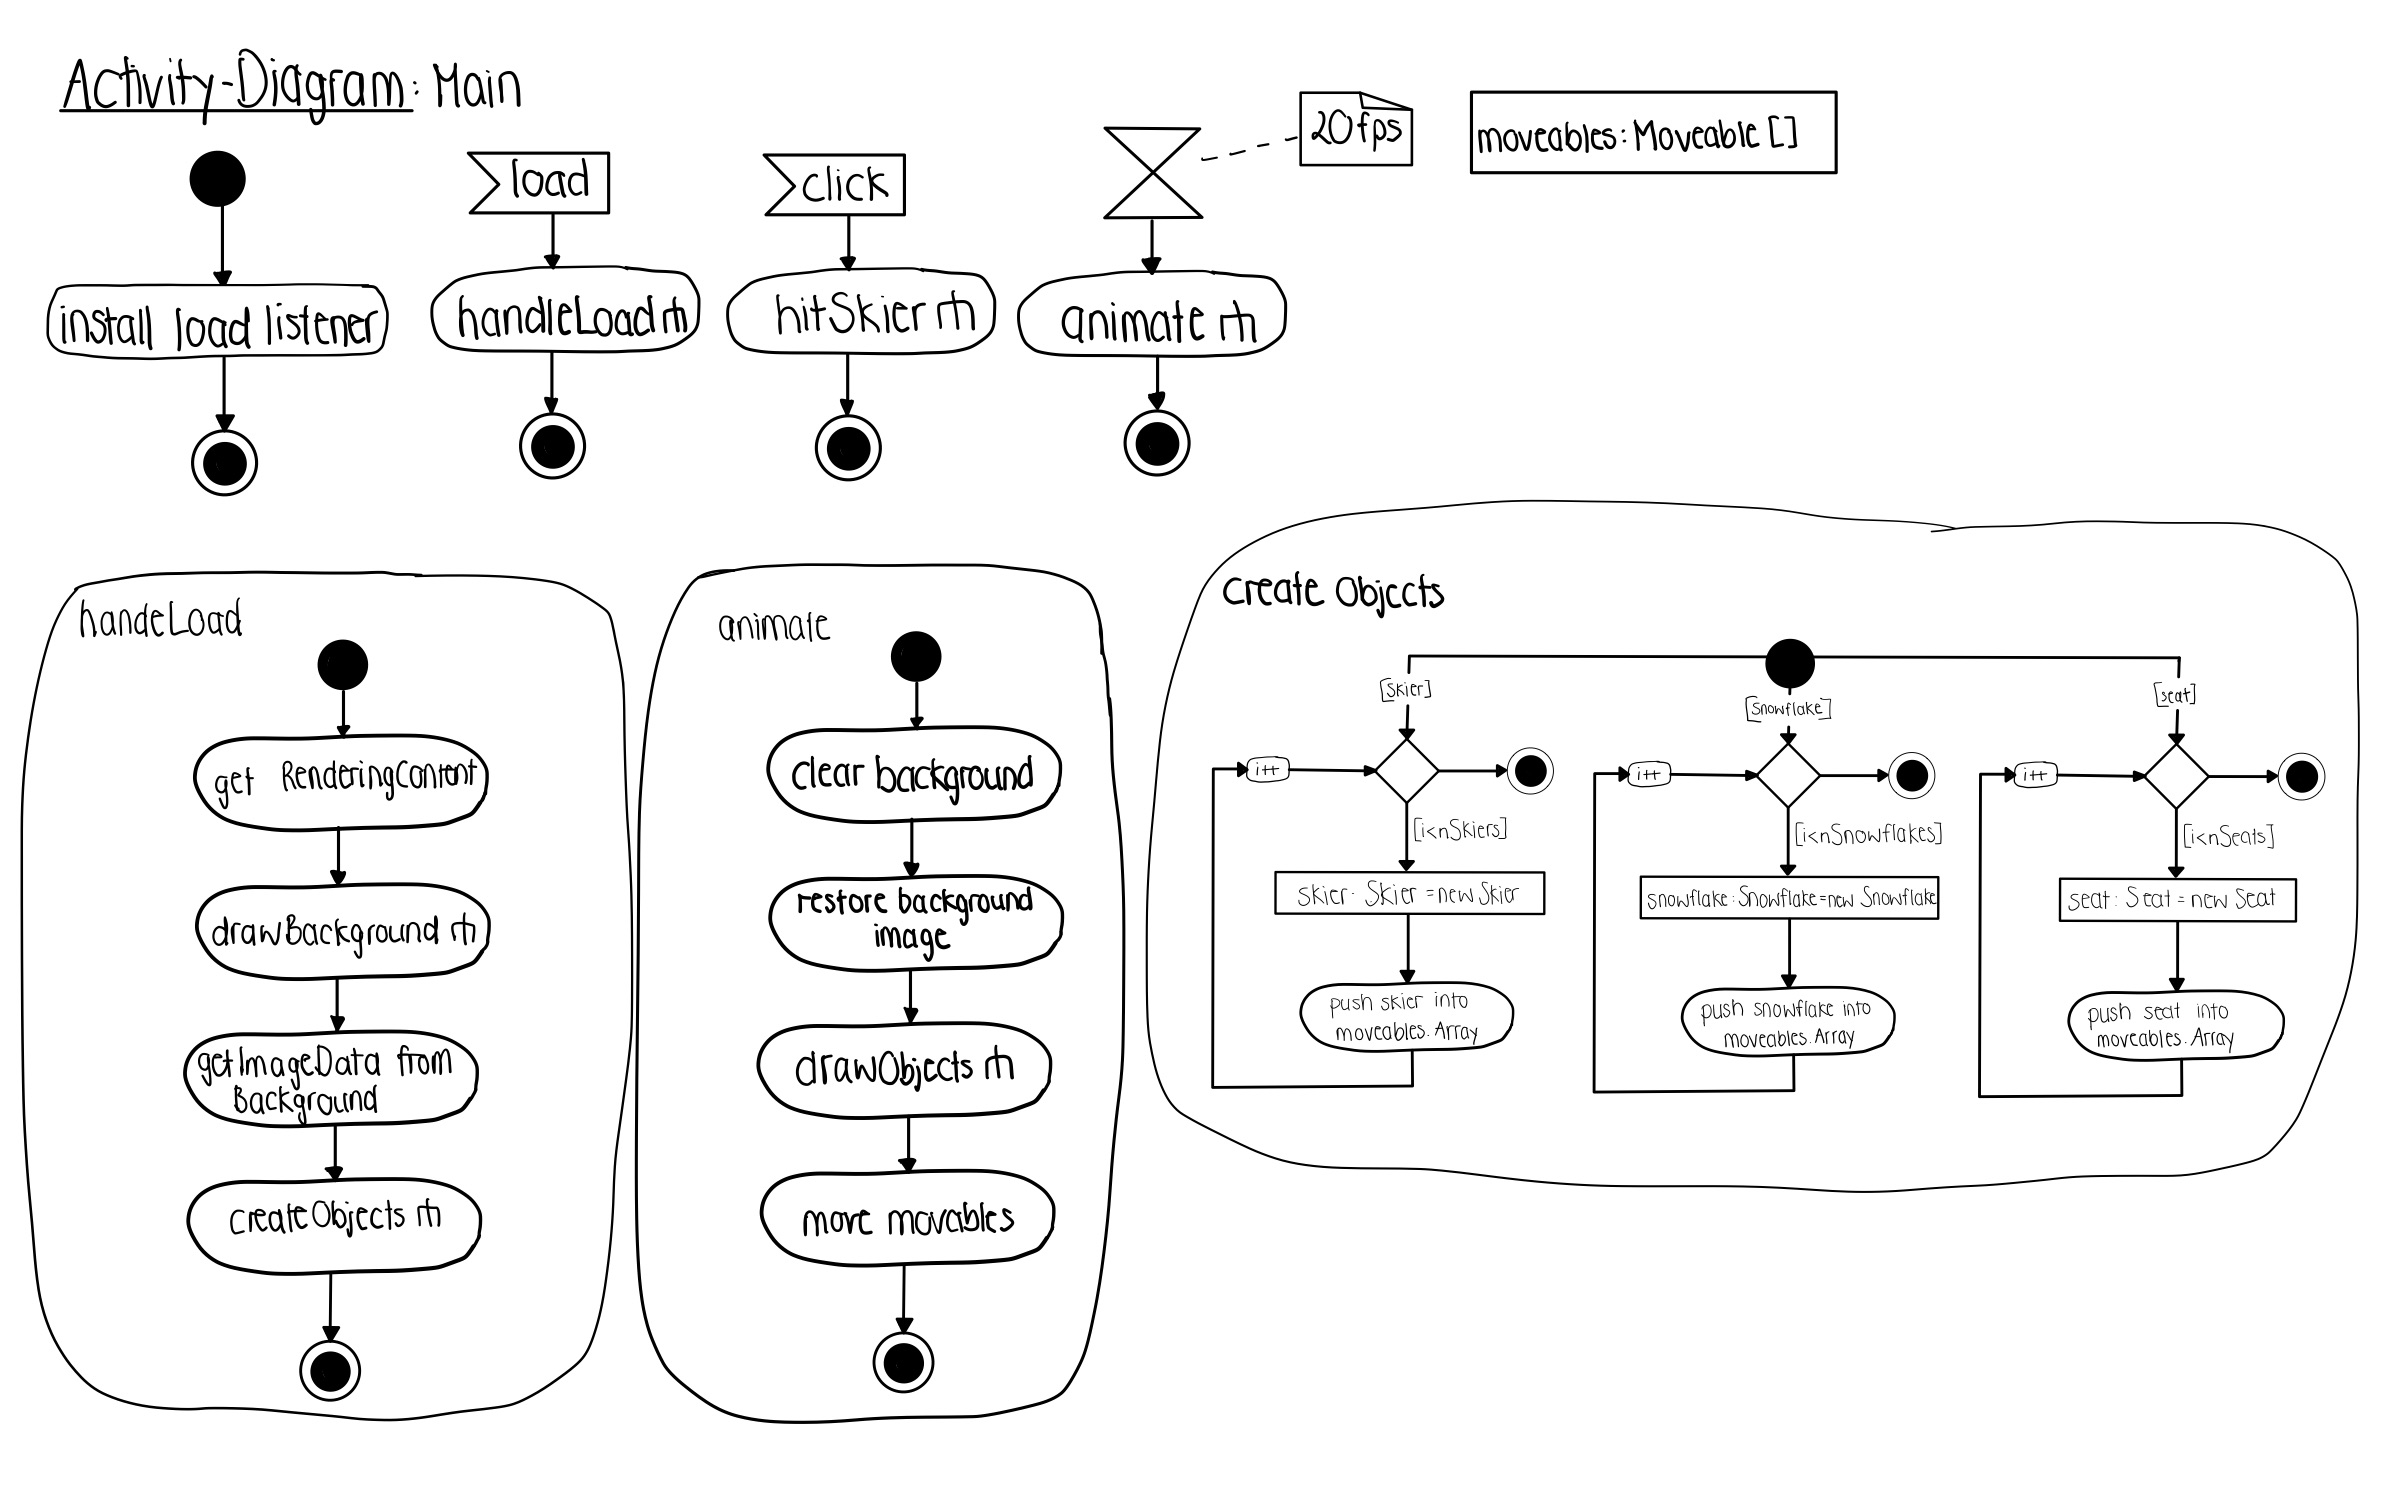 Activity-Diagram: Main
install load listener
load
handleLoad
click
hitSkier
animate
20 fps
moveables: Moveable []
handeLoad
get RenderingContent
drawBackground
getImageData from
Background
createObjects
animate
clear background
restore background
image
drawObjects
move movables
create Objects
[Skier]
i++
[i<nSkiers]
skier: Skier = new Skier
push skier into
moveables.Array
[Snowflake]
i++
[i<nSnowflakes]
snowflake: Snowflake = new Snowflake
push snowflake into
moveables.Array
[seat]
i++
[i<nSeats]
seat: Seat = new Seat
push seat into
moveables.Array